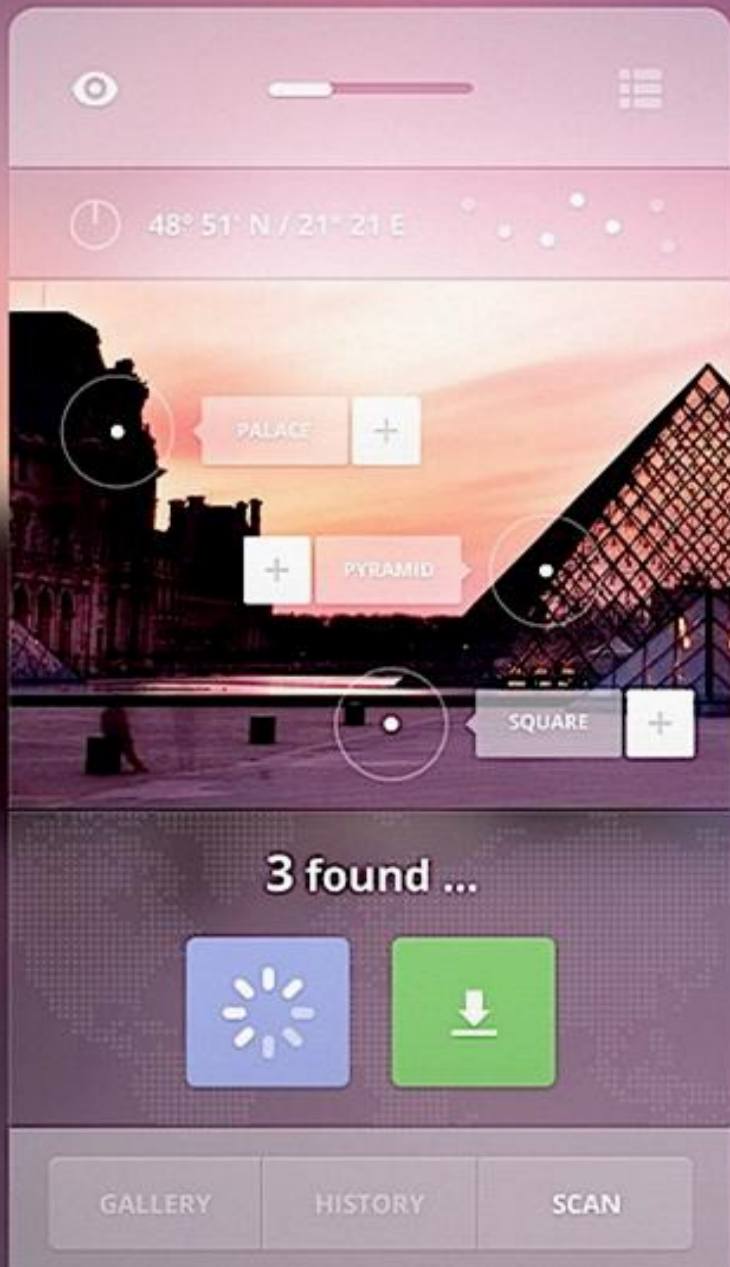 48° 51' N / 21° 21 E
PALACE +
+ PYRAMID
SQUARE +
3 found ...
GALLERY HISTORY SCAN